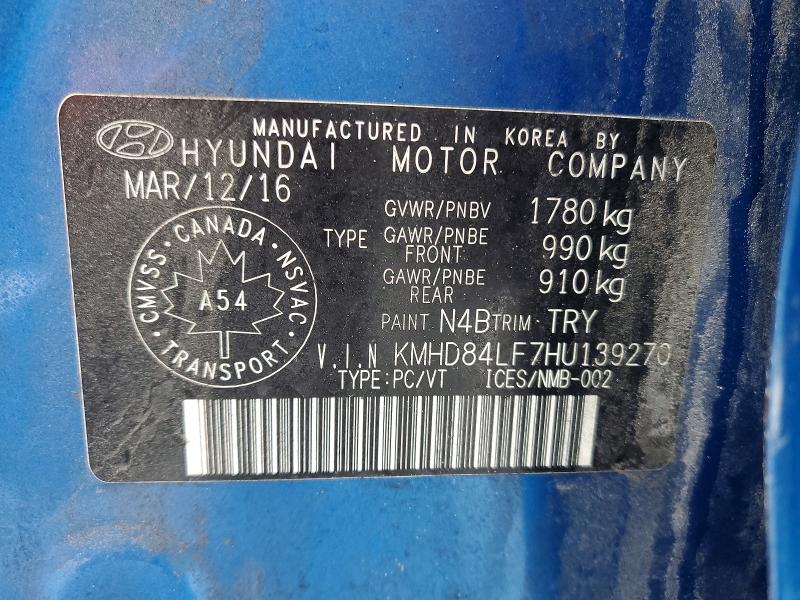 MANUFACTURED IN KOREA BY
HYUNDAI MOTOR COMPANY
MAR/12/16
GVWR/PNBV 1780 kg
TYPE GAWR/PNBE FRONT 990 kg
GAWR/PNBE REAR 910 kg
PAINT N4B TRIM TRY
CMVSS · CANADA · NSVAC · TRANSPORT ·
A54
V.I.N KMHD84LF7HU139270
TYPE:PC/VT ICES/NMB-002